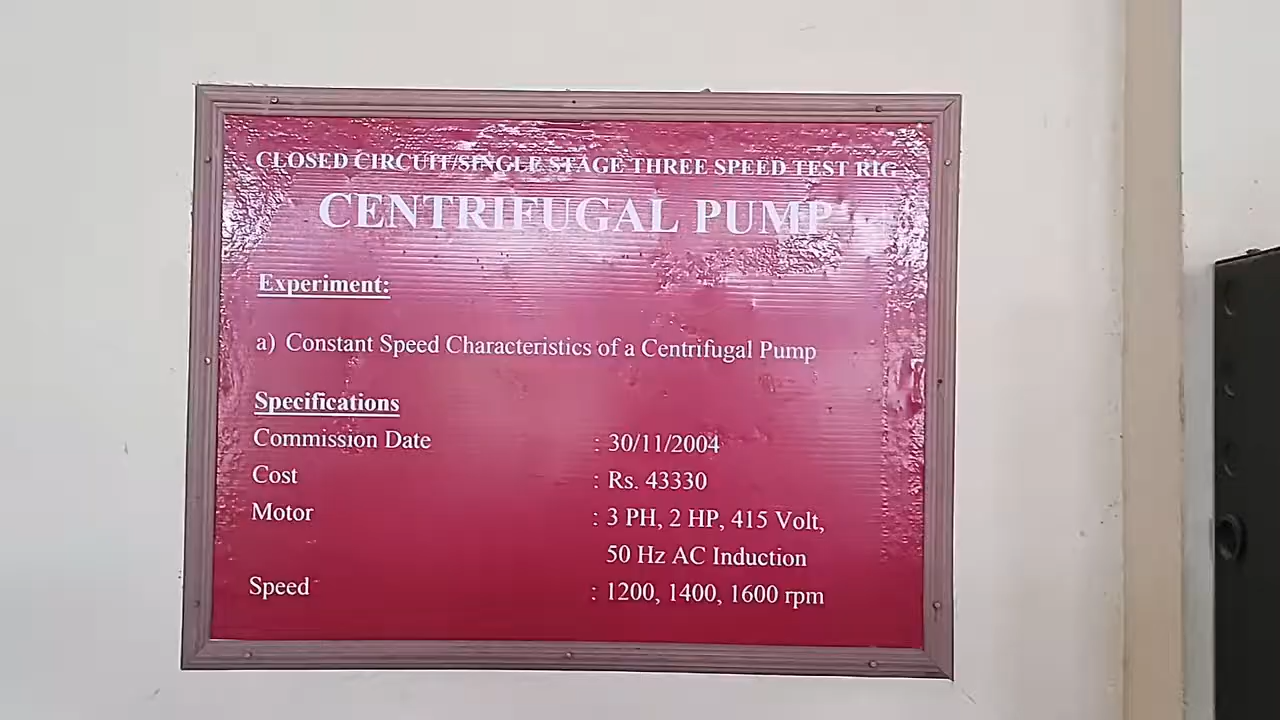 CLOSED CIRCUIT/SINGLE STAGE THREE SPEED TEST RIG
CENTRIFUGAL PUMP
Experiment:
a) Constant Speed Characteristics of a Centrifugal Pump
Specifications
Commission Date : 30/11/2004
Cost : Rs. 43330
Motor : 3 PH, 2 HP, 415 Volt,
50 Hz AC Induction
Speed : 1200, 1400, 1600 rpm